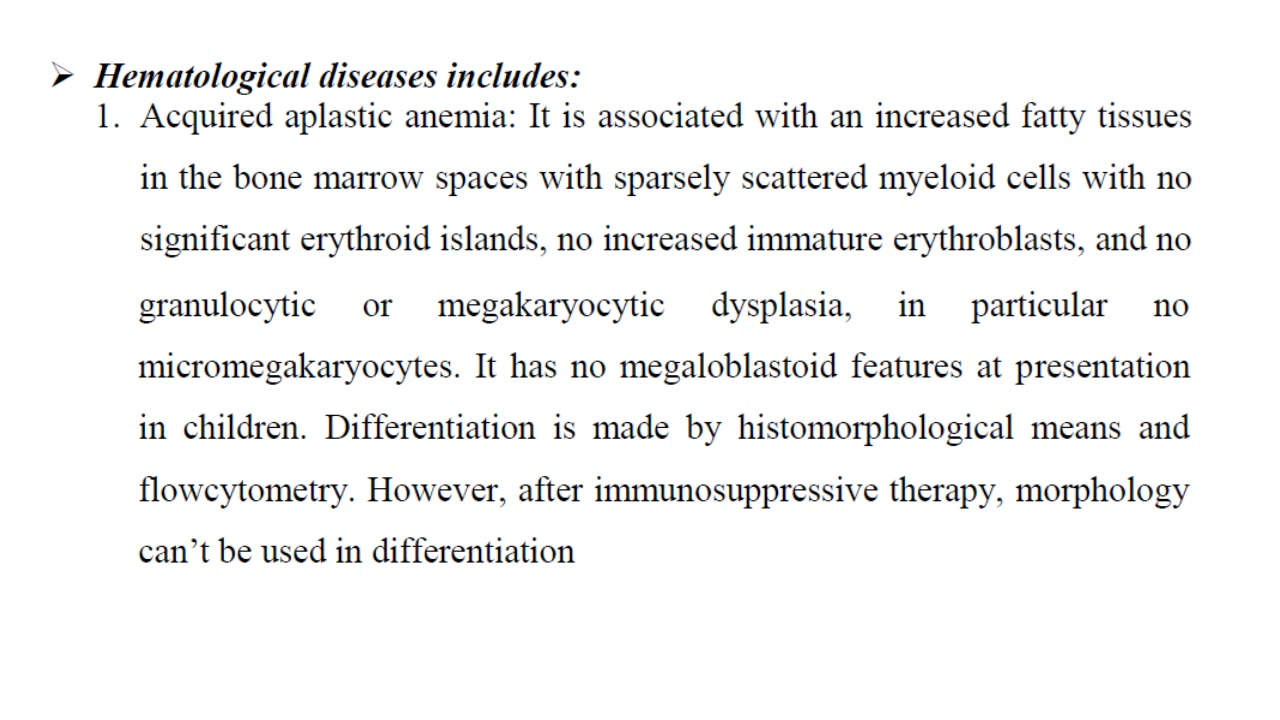 ➢ Hematological diseases includes:
1. Acquired aplastic anemia: It is associated with an increased fatty tissues
in the bone marrow spaces with sparsely scattered myeloid cells with no
significant erythroid islands, no increased immature erythroblasts, and no
granulocytic or megakaryocytic dysplasia, in particular no
micromegakaryocytes. It has no megaloblastoid features at presentation
in children. Differentiation is made by histomorphological means and
flowcytometry. However, after immunosuppressive therapy, morphology
can’t be used in differentiation